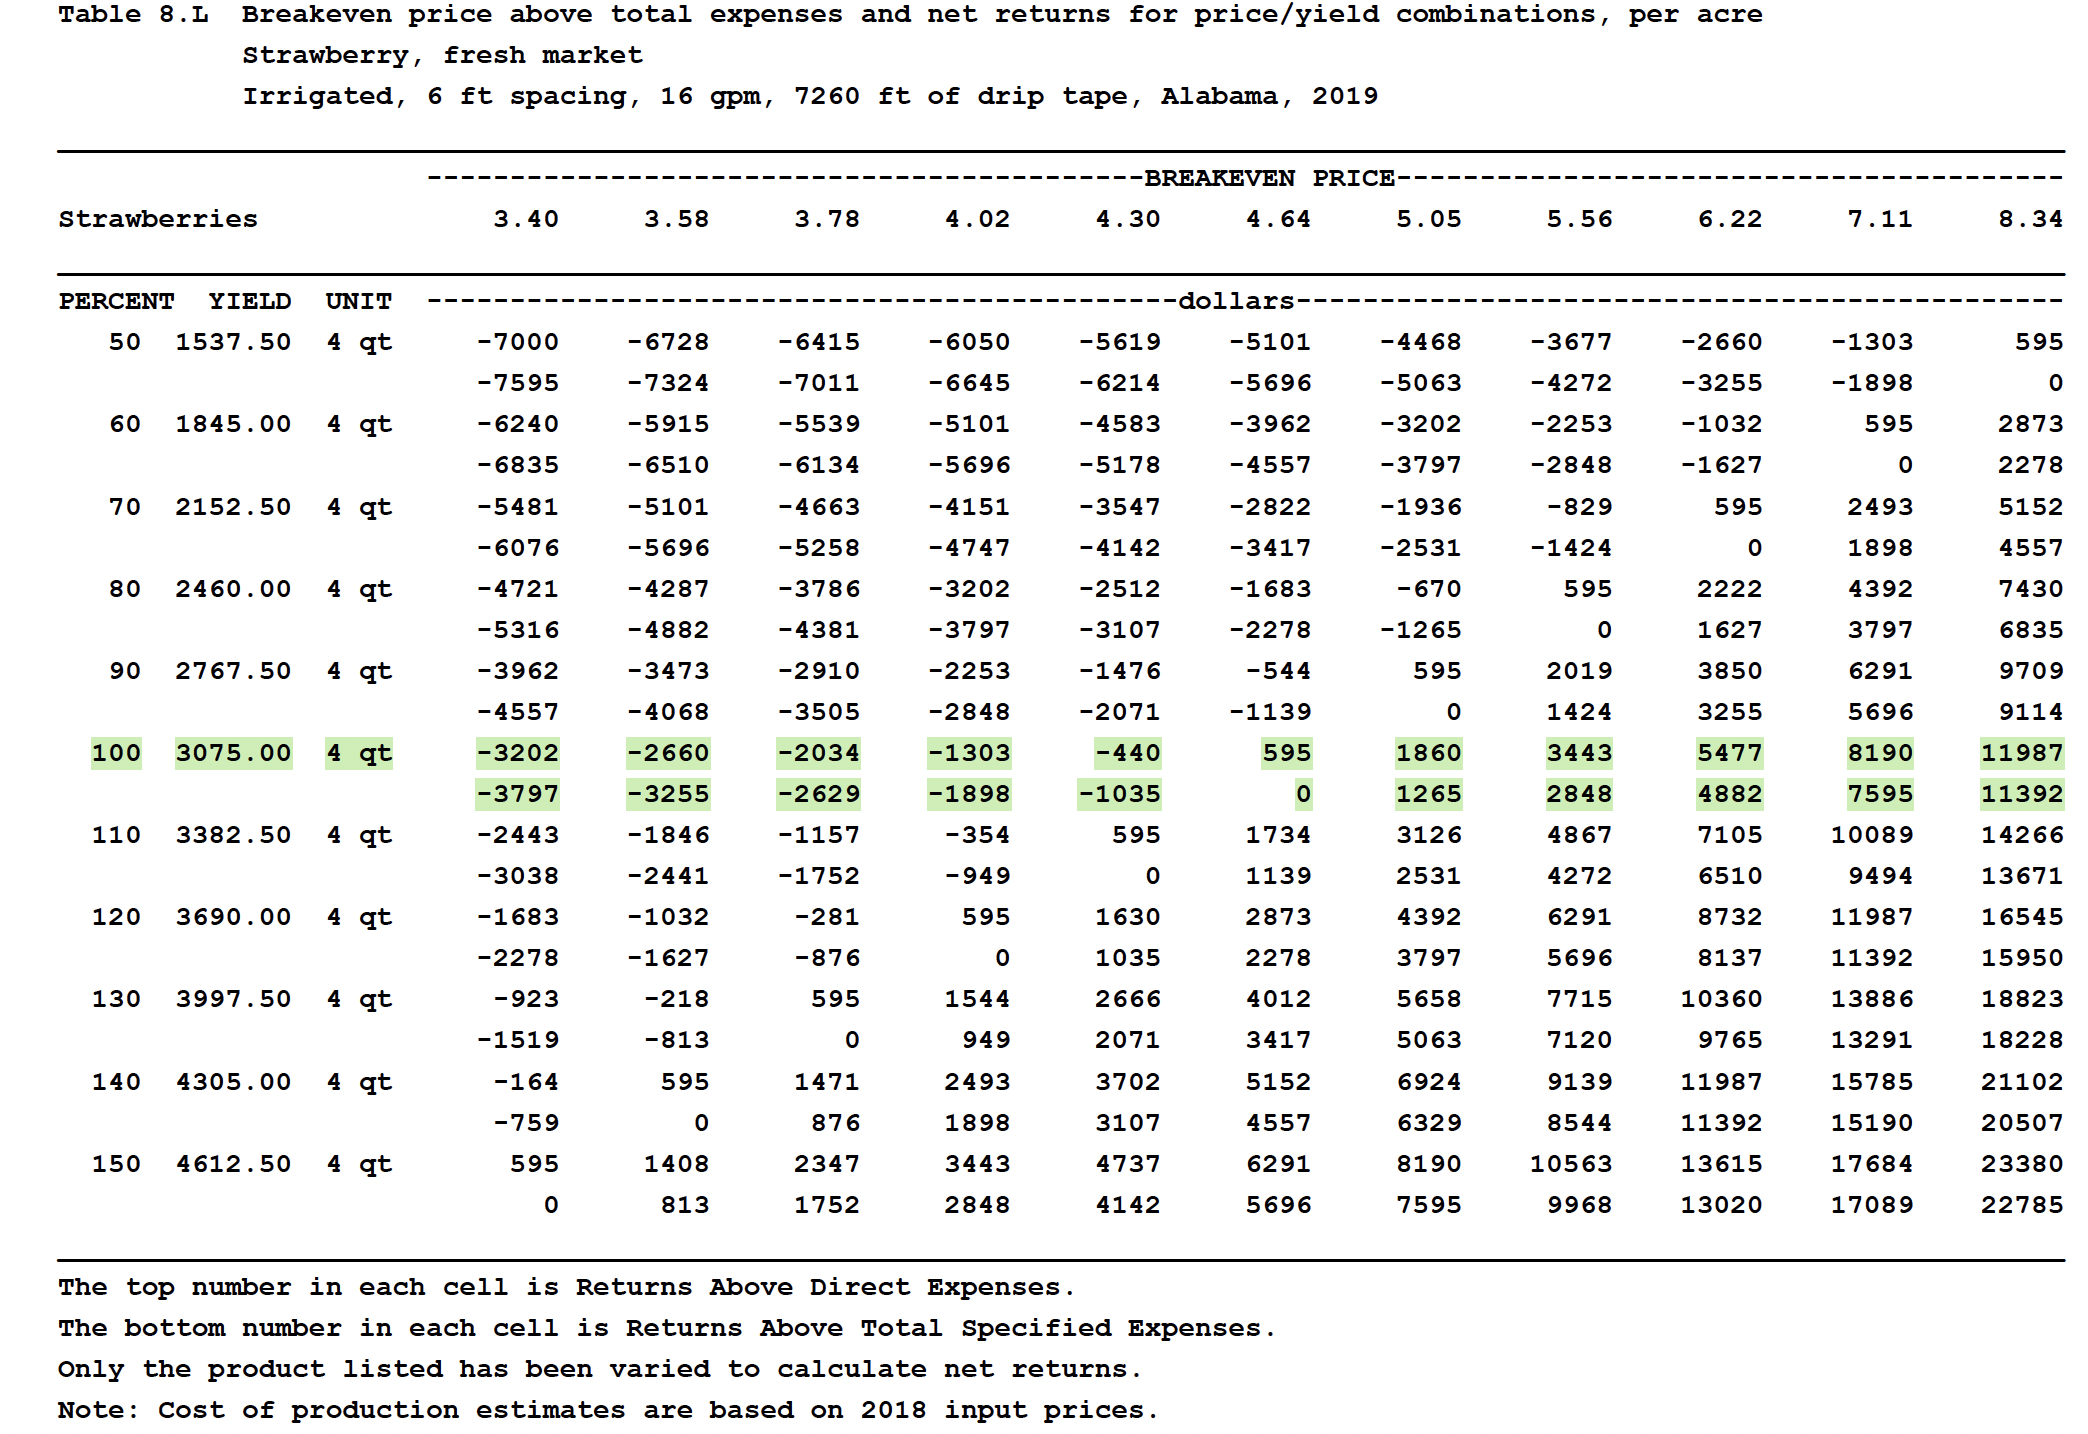 Table 8.L  Breakeven price above total expenses and net returns for price/yield combinations, per acre
Strawberry, fresh market
Irrigated, 6 ft spacing, 16 gpm, 7260 ft of drip tape, Alabama, 2019
-------------------------------------------BREAKEVEN PRICE----------------------------------------
Strawberries 3.40 3.58 3.78 4.02 4.30 4.64 5.05 5.56 6.22 7.11 8.34
PERCENT YIELD UNIT ---------------------------------------------dollars----------------------------------------------
50 1537.50 4 qt -7000 -6728 -6415 -6050 -5619 -5101 -4468 -3677 -2660 -1303 595
-7595 -7324 -7011 -6645 -6214 -5696 -5063 -4272 -3255 -1898 0
60 1845.00 4 qt -6240 -5915 -5539 -5101 -4583 -3962 -3202 -2253 -1032 595 2873
-6835 -6510 -6134 -5696 -5178 -4557 -3797 -2848 -1627 0 2278
70 2152.50 4 qt -5481 -5101 -4663 -4151 -3547 -2822 -1936 -829 595 2493 5152
-6076 -5696 -5258 -4747 -4142 -3417 -2531 -1424 0 1898 4557
80 2460.00 4 qt -4721 -4287 -3786 -3202 -2512 -1683 -670 595 2222 4392 7430
-5316 -4882 -4381 -3797 -3107 -2278 -1265 0 1627 3797 6835
90 2767.50 4 qt -3962 -3473 -2910 -2253 -1476 -544 595 2019 3850 6291 9709
-4557 -4068 -3505 -2848 -2071 -1139 0 1424 3255 5696 9114
100 3075.00 4 qt -3202 -2660 -2034 -1303 -440 595 1860 3443 5477 8190 11987
-3797 -3255 -2629 -1898 -1035 0 1265 2848 4882 7595 11392
110 3382.50 4 qt -2443 -1846 -1157 -354 595 1734 3126 4867 7105 10089 14266
-3038 -2441 -1752 -949 0 1139 2531 4272 6510 9494 13671
120 3690.00 4 qt -1683 -1032 -281 595 1630 2873 4392 6291 8732 11987 16545
-2278 -1627 -876 0 1035 2278 3797 5696 8137 11392 15950
130 3997.50 4 qt -923 -218 595 1544 2666 4012 5658 7715 10360 13886 18823
-1519 -813 0 949 2071 3417 5063 7120 9765 13291 18228
140 4305.00 4 qt -164 595 1471 2493 3702 5152 6924 9139 11987 15785 21102
-759 0 876 1898 3107 4557 6329 8544 11392 15190 20507
150 4612.50 4 qt 595 1408 2347 3443 4737 6291 8190 10563 13615 17684 23380
0 813 1752 2848 4142 5696 7595 9968 13020 17089 22785
The top number in each cell is Returns Above Direct Expenses.
The bottom number in each cell is Returns Above Total Specified Expenses.
Only the product listed has been varied to calculate net returns.
Note: Cost of production estimates are based on 2018 input prices.